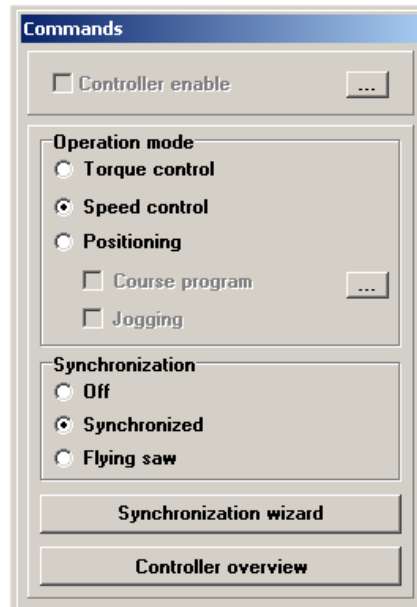 Commands
Controller enable
...
Operation mode
Torque control
Speed control
Positioning
Course program
...
Jogging
Synchronization
Off
Synchronized
Flying saw
Synchronization wizard
Controller overview